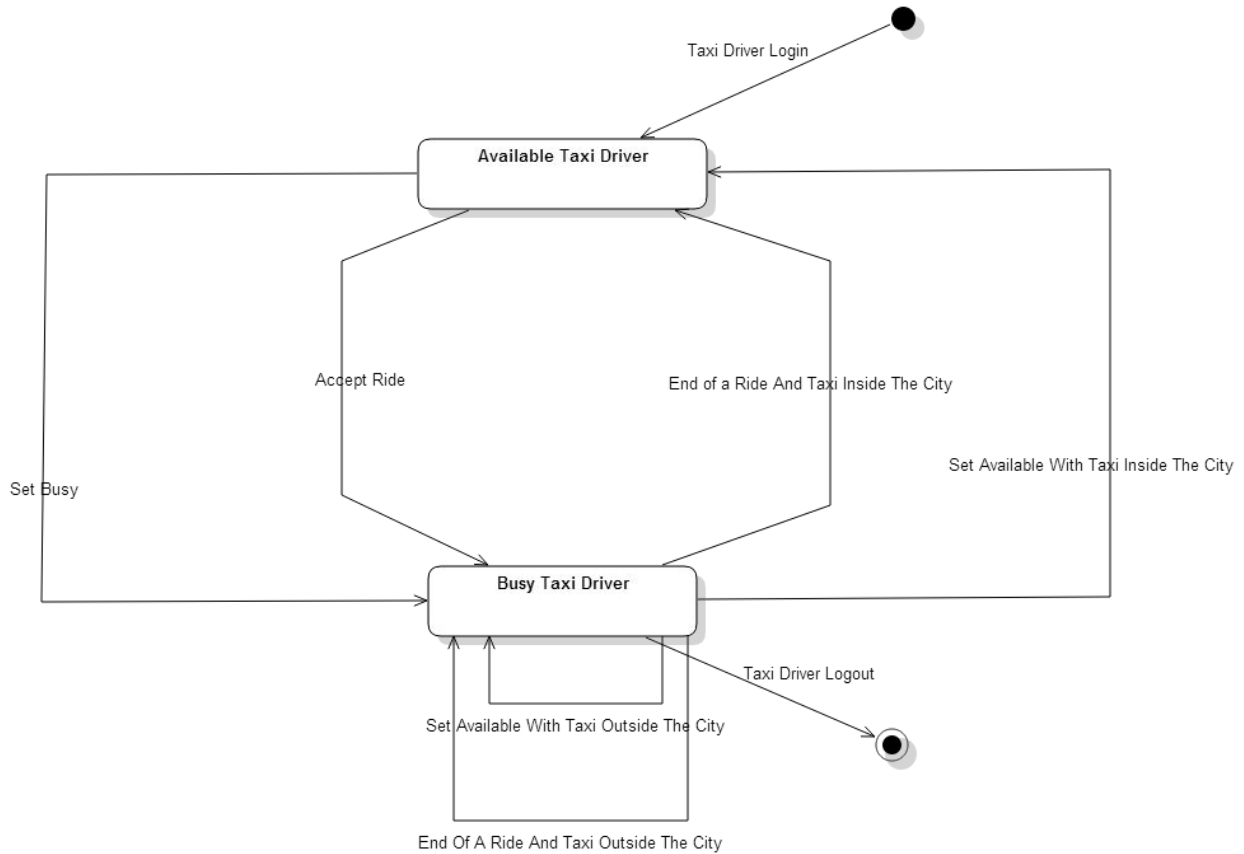 Taxi Driver Login
Available Taxi Driver
Accept Ride
End of a Ride And Taxi Inside The City
Set Available With Taxi Inside The City
Set Busy
Busy Taxi Driver
Taxi Driver Logout
Set Available With Taxi Outside The City
End Of A Ride And Taxi Outside The City